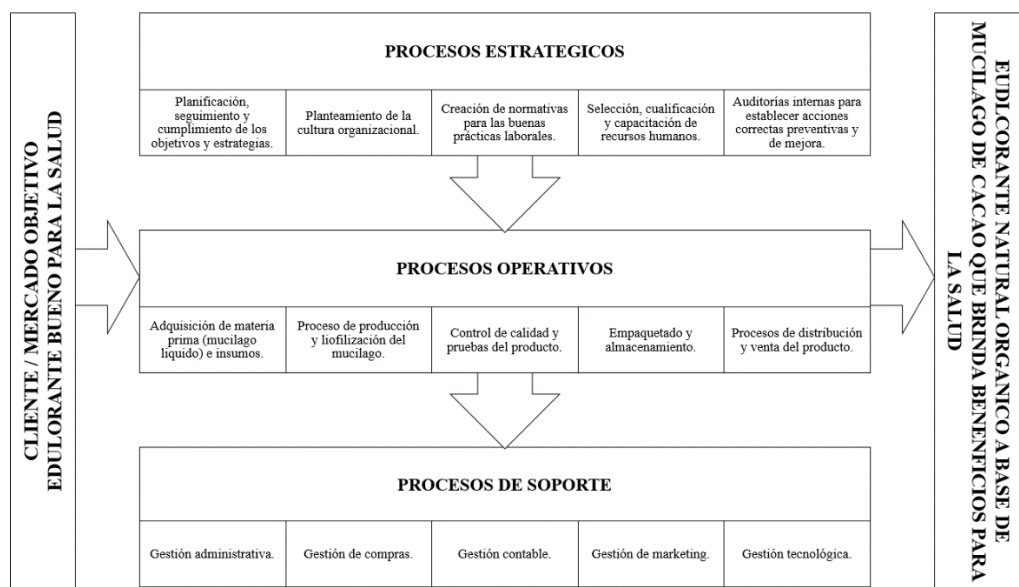 CLIENTE / MERCADO OBJETIVO
EDULORANTE BUENO PARA LA SALUD
PROCESOS ESTRATEGICOS
Planificación,
seguimiento y
cumplimiento de los
objetivos y estrategias.
Planteamiento de la
cultura organizacional.
Creación de normativas
para las buenas
prácticas laborales.
Selección, cualificación
y capacitación de
recursos humanos.
Auditorías internas para
establecer acciones
correctas preventivas y
de mejora.
PROCESOS OPERATIVOS
Adquisición de materia
prima (mucilago
liquido) e insumos.
Proceso de producción
y liofilización del
mucilago.
Control de calidad y
pruebas del producto.
Empaquetado y
almacenamiento.
Procesos de distribución
y venta del producto.
PROCESOS DE SOPORTE
Gestión administrativa.
Gestión de compras.
Gestión contable.
Gestión de marketing.
Gestión tecnológica.
EUDLCORANTE NATURAL ORGANICO A BASE DE
MUCILAGO DE CACAO QUE BRINDA BENENFICIOS PARA
LA SALUD